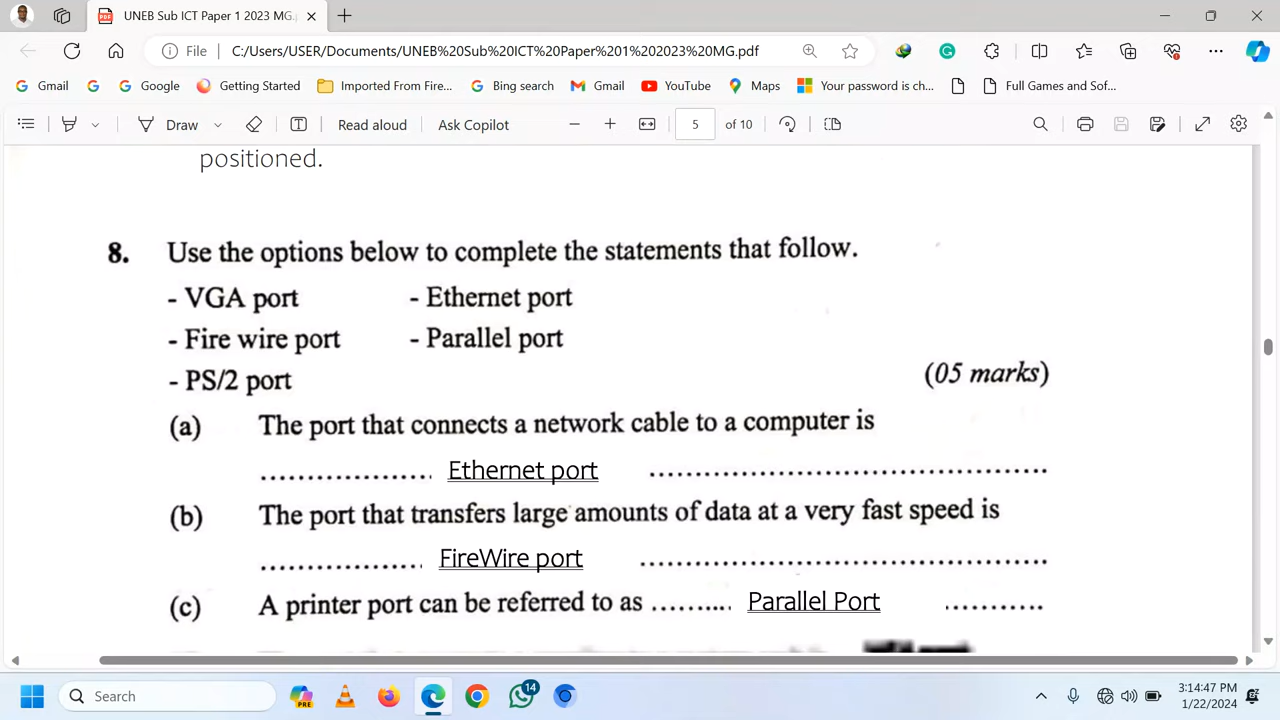 UNEB Sub ICT Paper 1 2023 MG.p
File C:/Users/USER/Documents/UNEB%20Sub%20ICT%20Paper%201%202023%20MG.pdf
Gmail Google Getting Started Imported From Fire... Bing search Gmail YouTube Maps Your password is ch... Full Games and Sof...
Draw 5 of 10 Read aloud Ask Copilot
positioned.
8. Use the options below to complete the statements that follow.
- VGA port - Ethernet port
- Fire wire port - Parallel port
- PS/2 port
(05 marks)
(a) The port that connects a network cable to a computer is
.................. Ethernet port ..........................................
(b) The port that transfers large amounts of data at a very fast speed is
................. FireWire port ...........................................
(c) A printer port can be referred to as ......... Parallel Port ...........
Search PRE 14 3:14:47 PM
1/22/2024